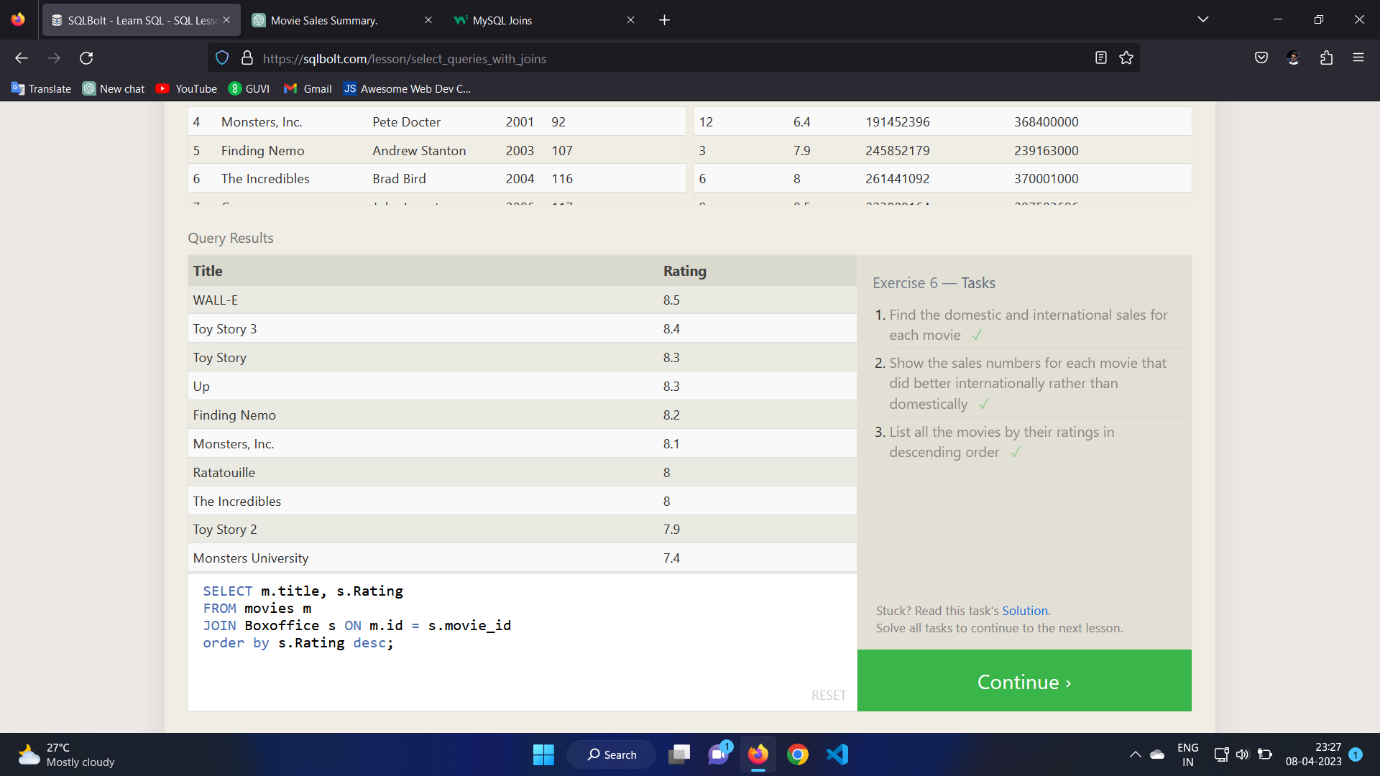 SQLBolt - Learn SQL - SQL Less
Movie Sales Summary.
MySQL Joins
https://sqlbolt.com/lesson/select_queries_with_joins
Translate New chat YouTube GUVI Gmail JS Awesome Web Dev C...
4 Monsters, Inc. Pete Docter 2001 92 12 6.4 191452396 368400000
5 Finding Nemo Andrew Stanton 2003 107 3 7.9 245852179 239163000
6 The Incredibles Brad Bird 2004 116 6 8 261441092 370001000
Query Results
Title Rating
WALL-E 8.5
Toy Story 3 8.4
Toy Story 8.3
Up 8.3
Finding Nemo 8.2
Monsters, Inc. 8.1
Ratatouille 8
The Incredibles 8
Toy Story 2 7.9
Monsters University 7.4
SELECT m.title, s.Rating
FROM movies m
JOIN Boxoffice s ON m.id = s.movie_id
order by s.Rating desc;
RESET
Exercise 6 — Tasks
1. Find the domestic and international sales for
each movie ✓
2. Show the sales numbers for each movie that
did better internationally rather than
domestically ✓
3. List all the movies by their ratings in
descending order ✓
Stuck? Read this task's Solution.
Solve all tasks to continue to the next lesson.
Continue ›
27°C
Mostly cloudy
Search
1
ENG
IN
23:27
08-04-2023
1